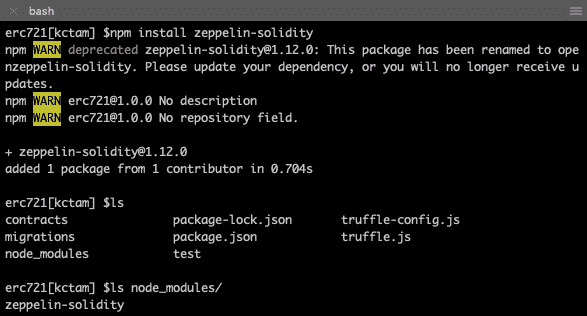 bash
erc721[kctam] $npm install zeppelin-solidity
npm WARN deprecated zeppelin-solidity@1.12.0: This package has been renamed to ope
nzeppelin-solidity. Please update your dependency, or you will no longer receive u
pdates.
npm WARN erc721@1.0.0 No description
npm WARN erc721@1.0.0 No repository field.
+ zeppelin-solidity@1.12.0
added 1 package from 1 contributor in 0.704s
erc721[kctam] $ls
contracts package-lock.json truffle-config.js
migrations package.json truffle.js
node_modules test
erc721[kctam] $ls node_modules/
zeppelin-solidity